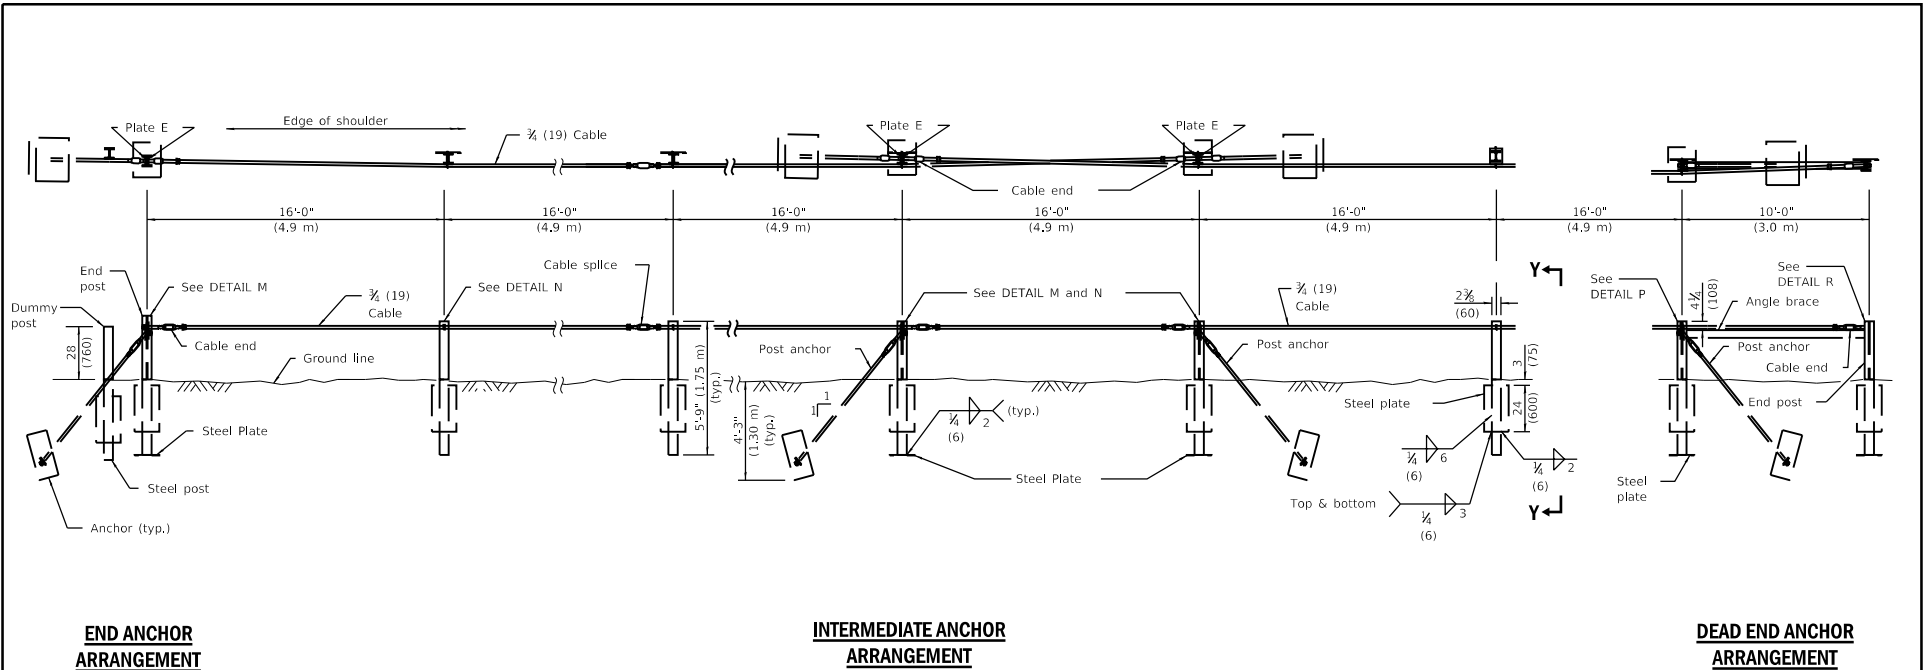 Plate E
Edge of shoulder
¾ (19) Cable
Plate E
Plate E
Cable end
16'-0"
(4.9 m)
16'-0"
(4.9 m)
16'-0"
(4.9 m)
16'-0"
(4.9 m)
16'-0"
(4.9 m)
16'-0"
(4.9 m)
10'-0"
(3.0 m)
End
post
See DETAIL M
Dummy
post
28
(760)
Cable end
¾ (19)
Cable
Ground line
See DETAIL N
Cable splice
5'-9" (1.75 m)
(typ.)
Steel Plate
Steel post
Anchor (typ.)
See DETAIL M and N
Post anchor
1
1
4'-3"
(1.30 m)
(typ.)
¼
(6)
2
(typ.)
Steel Plate
Post anchor
¾ (19)
Cable
Y
2⅜
(60)
3
(75)
24
(600)
Steel plate
¼
(6)
6
¼
(6)
2
Top & bottom
¼
(6)
3
Y
See
DETAIL P
4¼
(108)
See
DETAIL R
Angle brace
Post anchor
Cable end
End post
Steel
plate
END ANCHOR
ARRANGEMENT
INTERMEDIATE ANCHOR
ARRANGEMENT
DEAD END ANCHOR
ARRANGEMENT